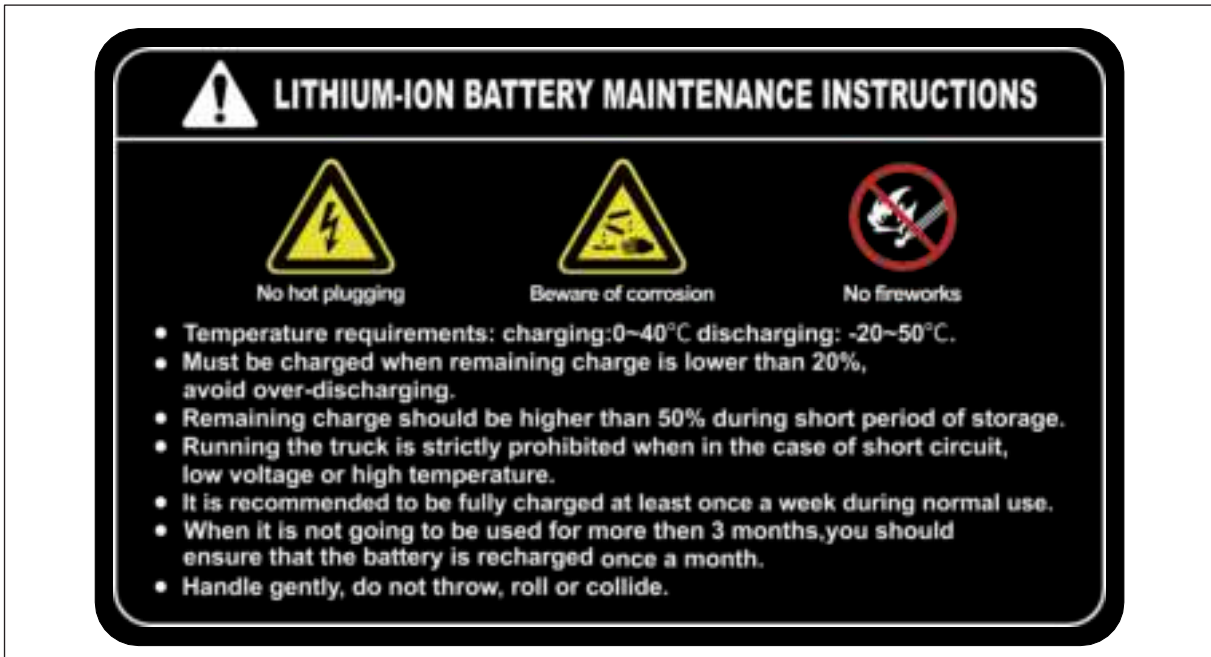 LITHIUM-ION BATTERY MAINTENANCE INSTRUCTIONS
No hot plugging
Beware of corrosion
No fireworks
• Temperature requirements: charging:0~40°C discharging: -20~50°C.
• Must be charged when remaining charge is lower than 20%,
avoid over-discharging.
• Remaining charge should be higher than 50% during short period of storage.
• Running the truck is strictly prohibited when in the case of short circuit,
low voltage or high temperature.
• It is recommended to be fully charged at least once a week during normal use.
• When it is not going to be used for more then 3 months,you should
ensure that the battery is recharged once a month.
• Handle gently, do not throw, roll or collide.